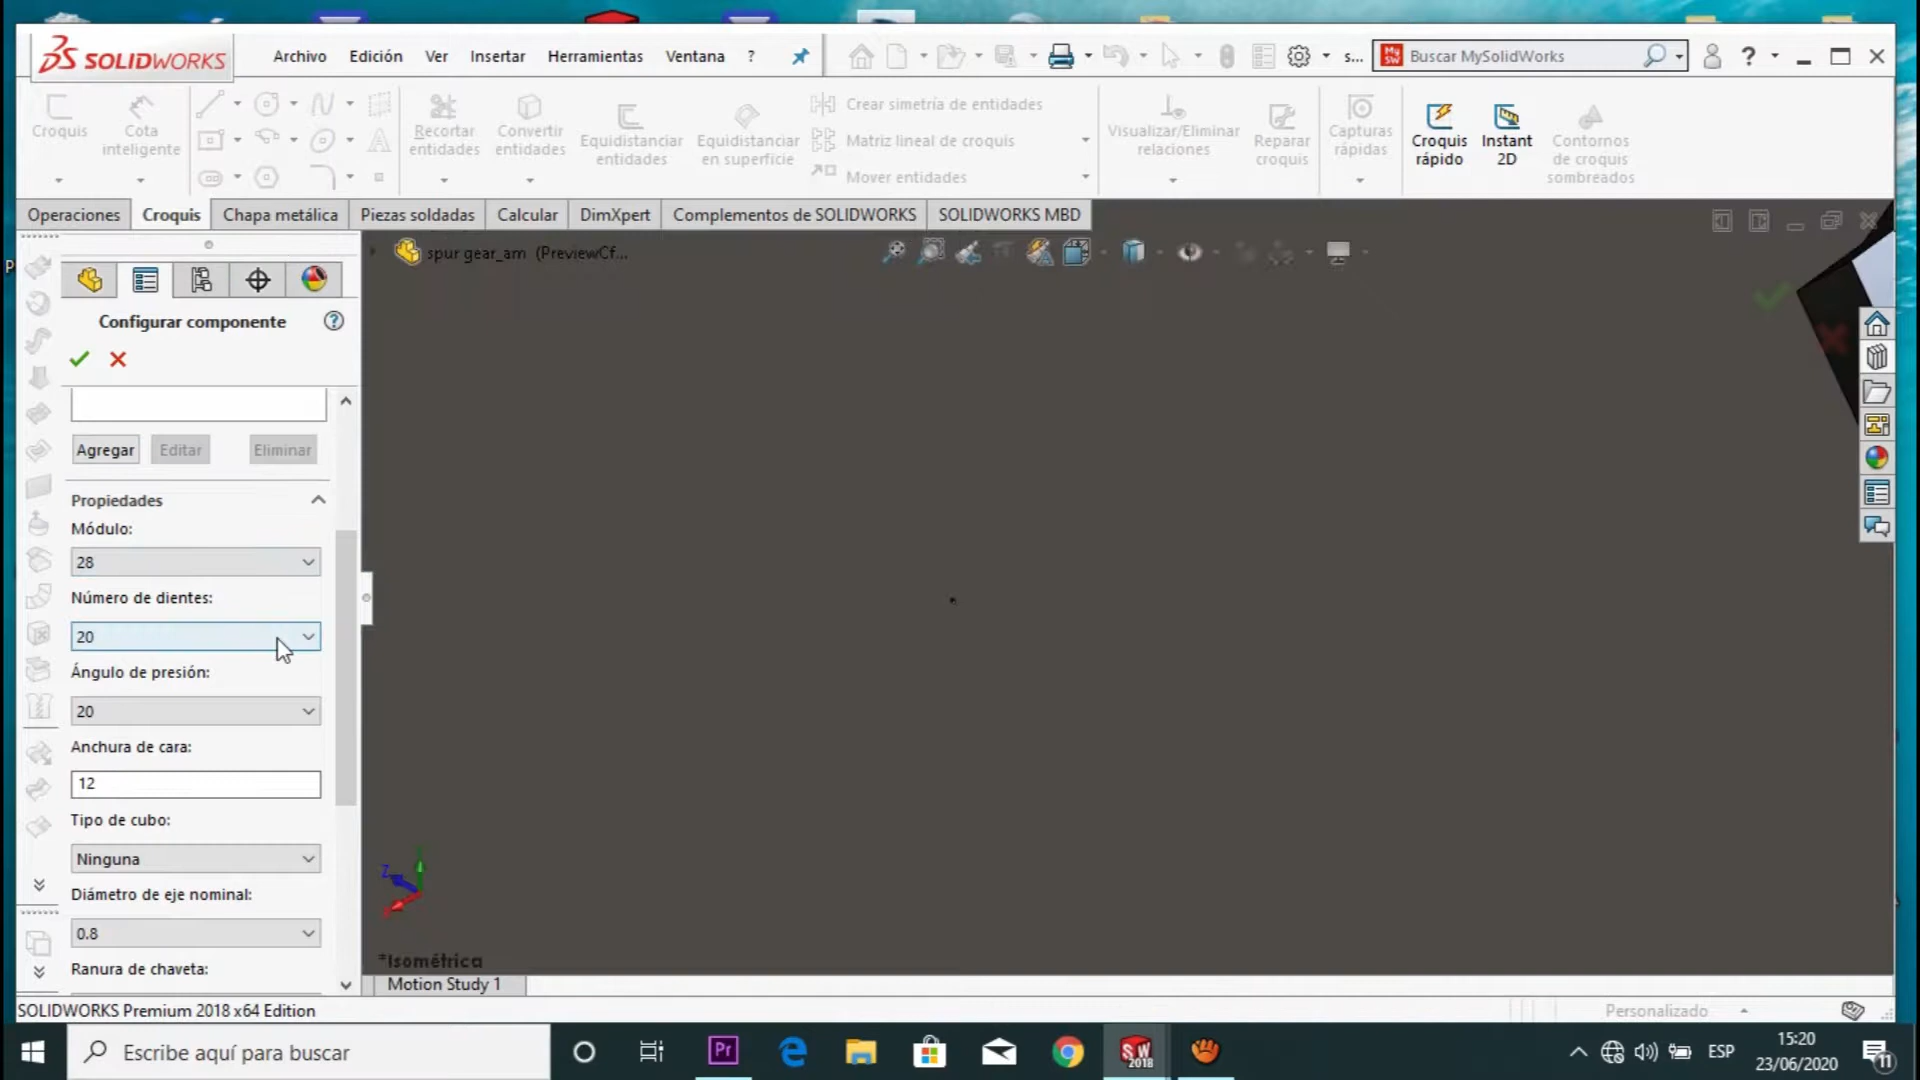 SOLIDWORKS
Archivo Edición Ver Insertar Herramientas Ventana ?
s...
My SW
Buscar MySolidWorks
?
Croquis
Cota inteligente
Recortar entidades
Convertir entidades
Equidistanciar entidades
Equidistanciar en superficie
Crear simetría de entidades
Matriz lineal de croquis
Mover entidades
Visualizar/Eliminar relaciones
Reparar croquis
Capturas rápidas
Croquis rápido
Instant 2D
Contornos de croquis sombreados
Operaciones Croquis Chapa metálica Piezas soldadas Calcular DimXpert Complementos de SOLIDWORKS SOLIDWORKS MBD
spur gear_am (PreviewCf...
P
Configurar componente
Agregar Editar Eliminar
Propiedades
Módulo:
28
Número de dientes:
20
Ángulo de presión:
20
Anchura de cara:
12
Tipo de cubo:
Ninguna
Diámetro de eje nominal:
0.8
Ranura de chaveta:
Z
*Isométrica
Motion Study 1
SOLIDWORKS Premium 2018 x64 Edition
Personalizado
Escribe aquí para buscar
Pr
SW 2018
ESP
15:20
23/06/2020
11